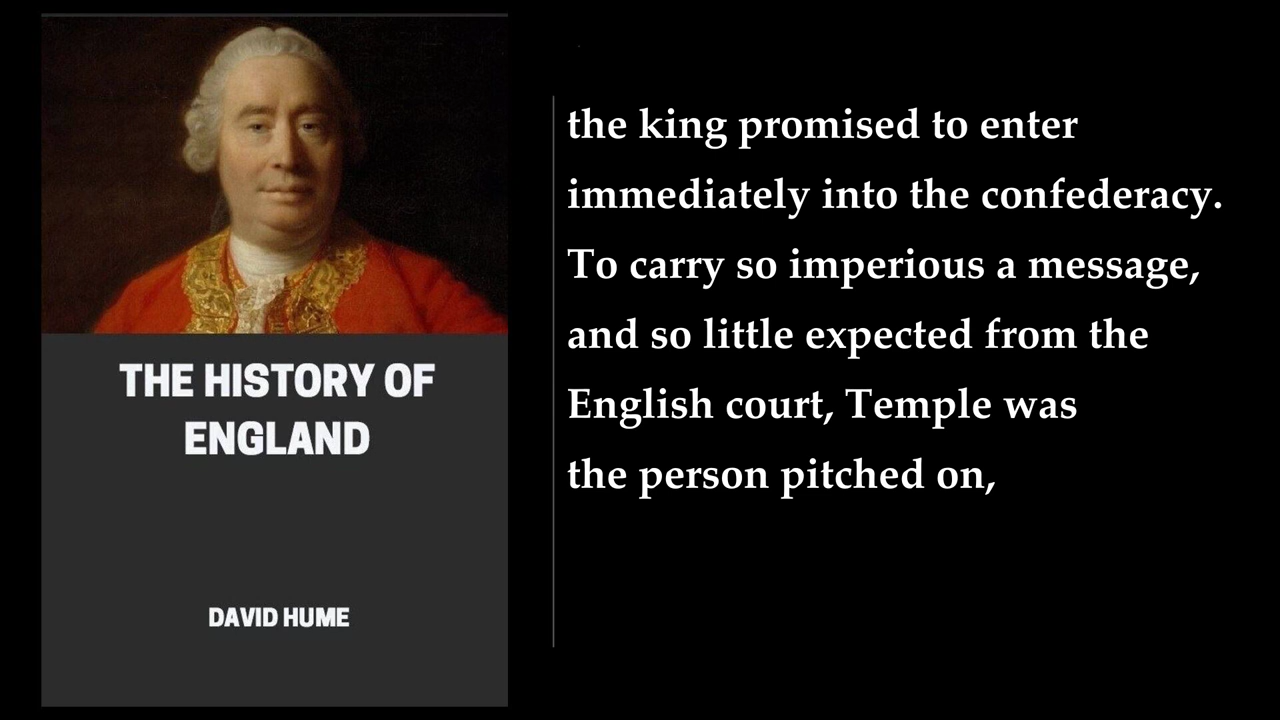 THE HISTORY OF
ENGLAND
DAVID HUME
the king promised to enter
immediately into the confederacy.
To carry so imperious a message,
and so little expected from the
English court, Temple was
the person pitched on,